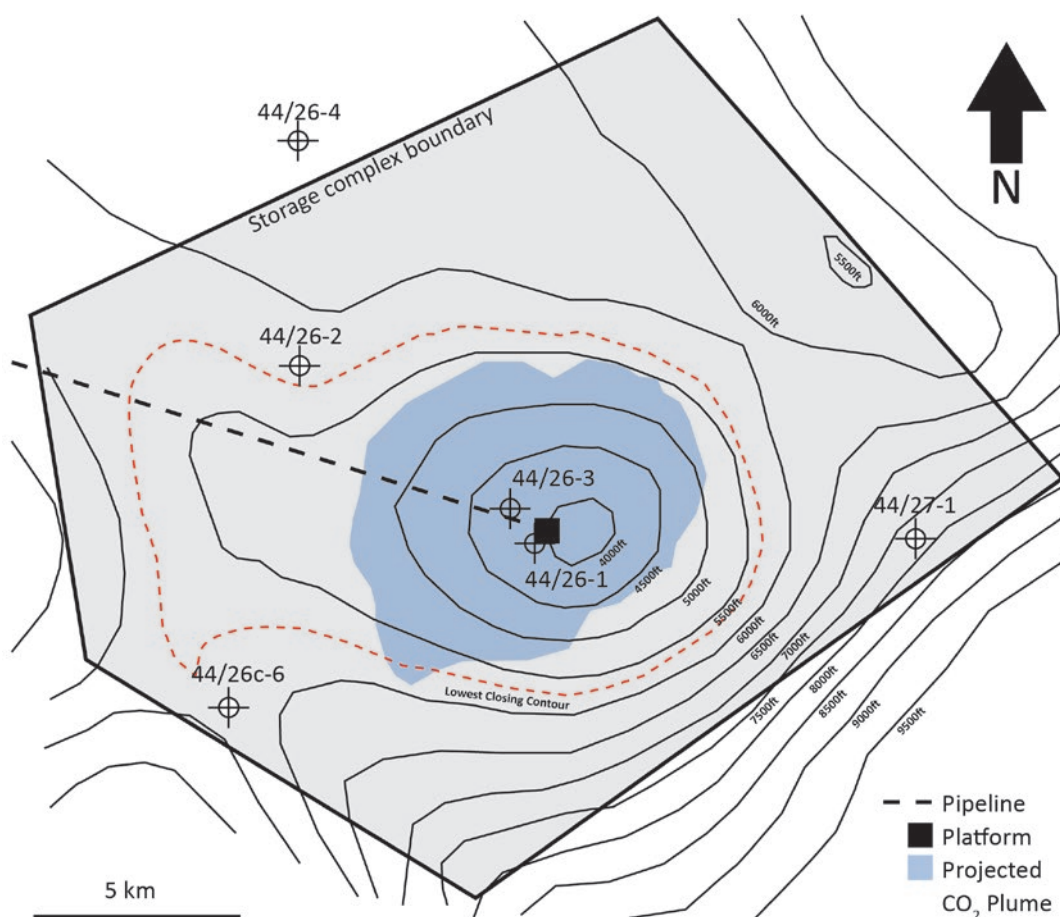 44/26-4
Storage complex boundary
N
5500ft
6000ft
44/26-2
44/26-3
44/27-1
4000ft
44/26-1
4500ft
5000ft
5500ft
6000ft
6500ft
7000ft
44/26c-6
Lowest Closing Contour
8000ft
7500ft
8500ft
9000ft
9500ft
Pipeline
Platform
Projected
CO₂ Plume
5 km